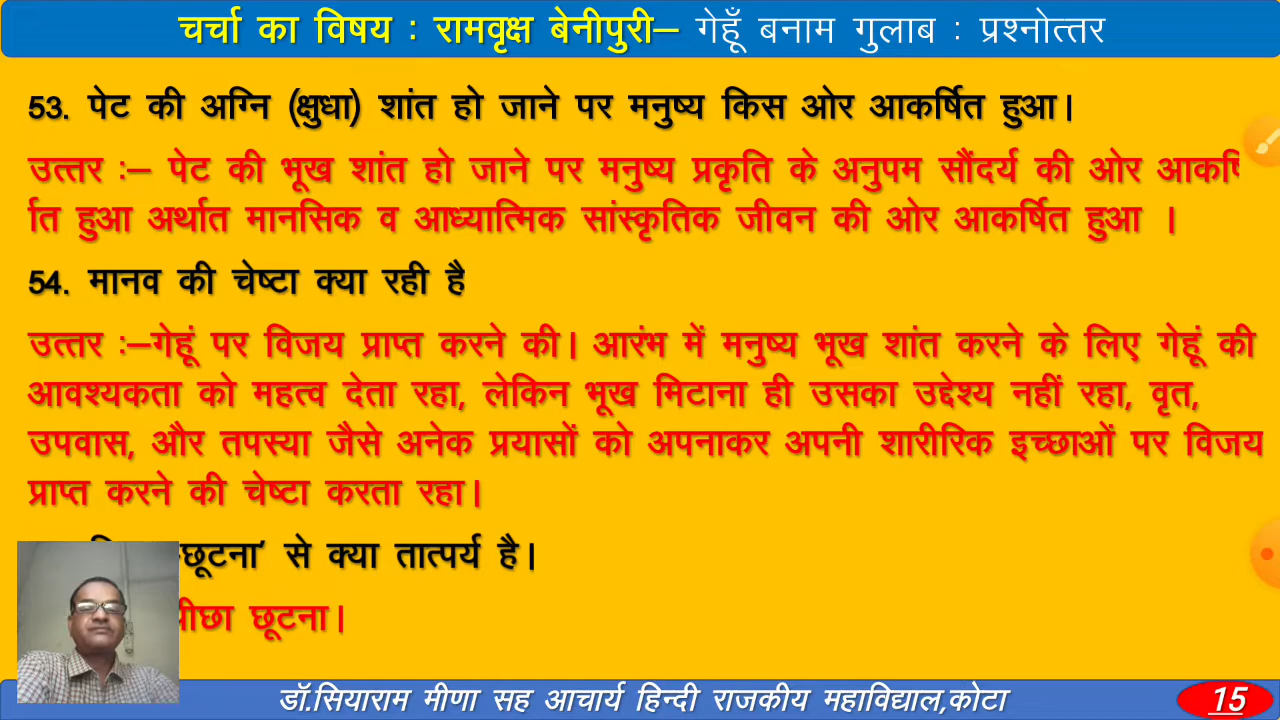 चर्चा का विषय : रामवृक्ष बेनीपुरी– गेहूँ बनाम गुलाब : प्रश्नोत्तर
53. पेट की अग्नि (क्षुधा) शांत हो जाने पर मनुष्य किस ओर आकर्षित हुआ।
उत्तर :– पेट की भूख शांत हो जाने पर मनुष्य प्रकृति के अनुपम सौंदर्य की ओर आकर्षि
र्ात हुआ अर्थात मानसिक व आध्यात्मिक सांस्कृतिक जीवन की ओर आकर्षित हुआ ।
54. मानव की चेष्टा क्या रही है
उत्तर :–गेहूं पर विजय प्राप्त करने की। आरंभ में मनुष्य भूख शांत करने के लिए गेहूं की
आवश्यकता को महत्व देता रहा, लेकिन भूख मिटाना ही उसका उद्देश्य नहीं रहा, वृत,
उपवास, और तपस्या जैसे अनेक प्रयासों को अपनाकर अपनी शारीरिक इच्छाओं पर विजय
प्राप्त करने की चेष्टा करता रहा।
छूटना’ से क्या तात्पर्य है।
पीछा छूटना।
डॉ.सियाराम मीणा सह आचार्य हिन्दी राजकीय महाविद्याल,कोटा
15